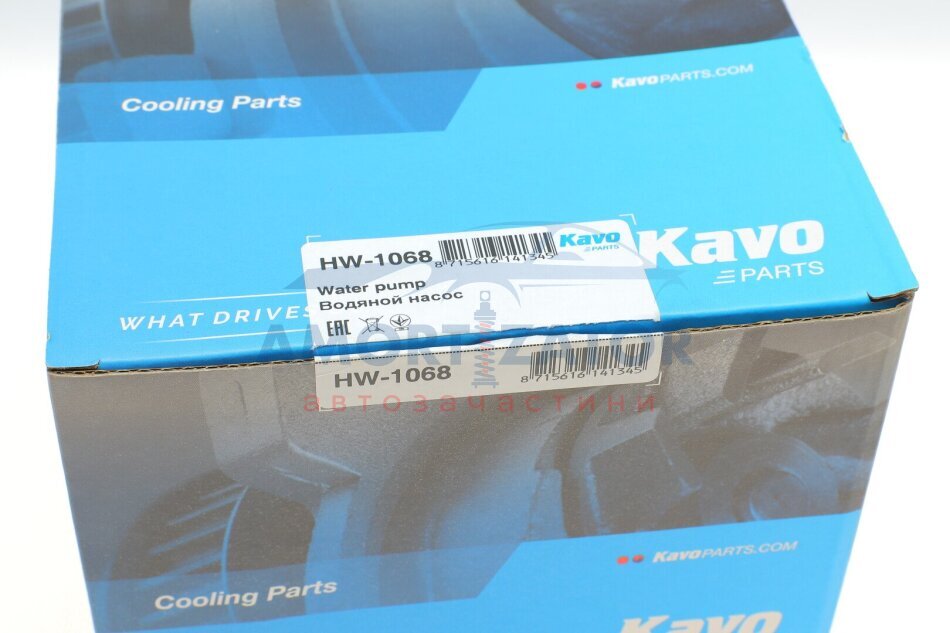 Cooling Parts
KavoPARTS.COM
HW-1068
8 715616 141345
Kavo
PARTS
Water pump
Водяной насос
EAC
Kavo
PARTS
WHAT DRIVES
AMORTIZATOR
автозачастини
HW-1068
8 715616 141345
KavoPARTS.COM
Cooling Parts
Kavo